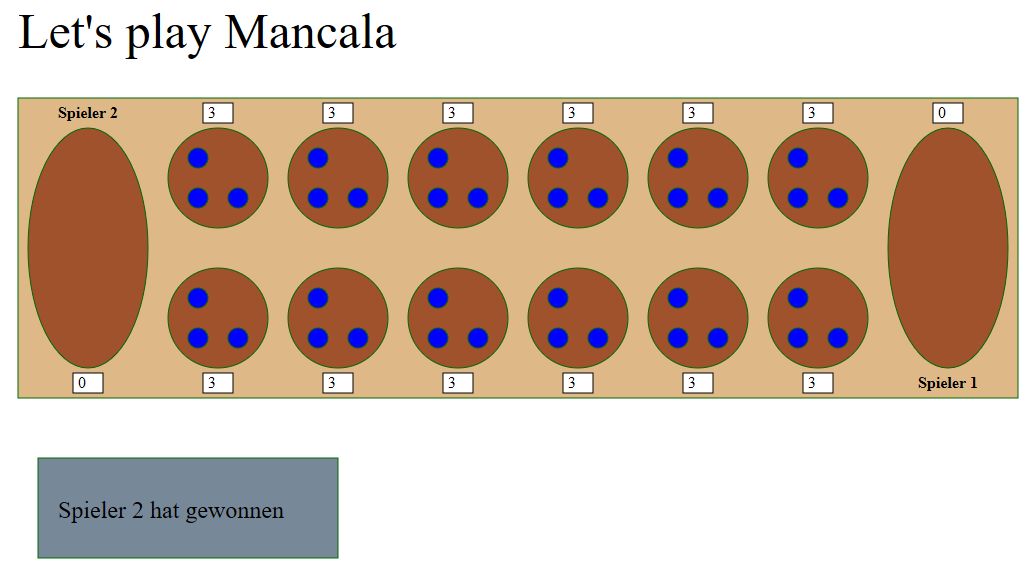 Let's play Mancala
Spieler 2 3 3 3 3 3 3 0
0 3 3 3 3 3 3 Spieler 1
Spieler 2 hat gewonnen